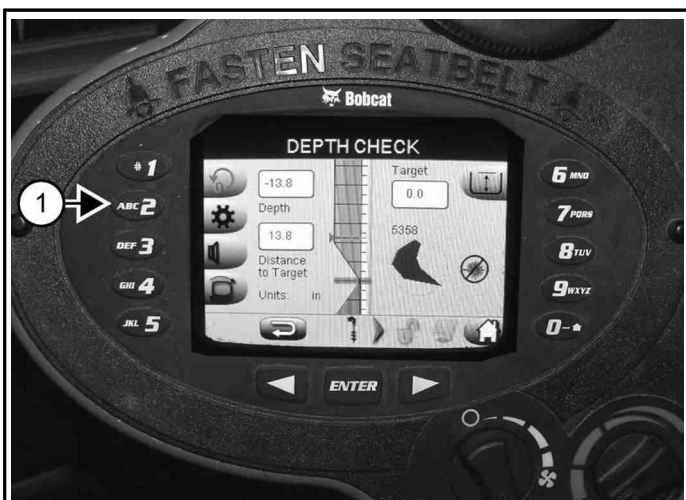 FASTEN SEATBELT
Bobcat
DEPTH CHECK
# 1
ABC 2
DEF 3
GHI 4
JKL 5
-13.8
Depth
13.8
Distance
to Target
Units: in
Target
0.0
5358
6 MNO
7 PQRS
8 TUV
9 WXYZ
0
ENTER
1